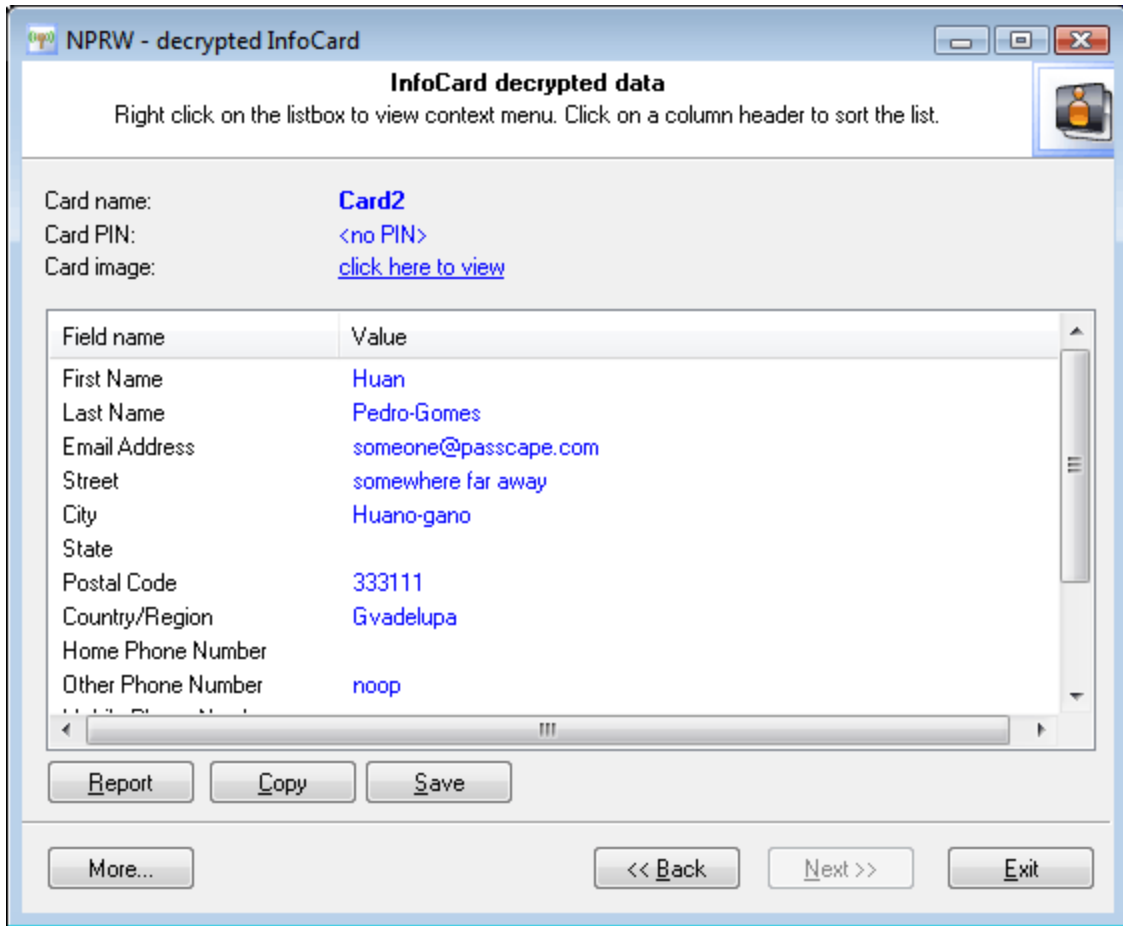 NPRW - decrypted InfoCard
InfoCard decrypted data
Right click on the listbox to view context menu. Click on a column header to sort the list.
Card name: Card2
Card PIN: <no PIN>
Card image: click here to view
Field name Value
First Name Huan
Last Name Pedro-Gomes
Email Address someone@passcape.com
Street somewhere far away
City Huano-gano
State
Postal Code 333111
Country/Region Gvadelupa
Home Phone Number
Other Phone Number noop
Report Copy Save
More... << Back Next >> Exit